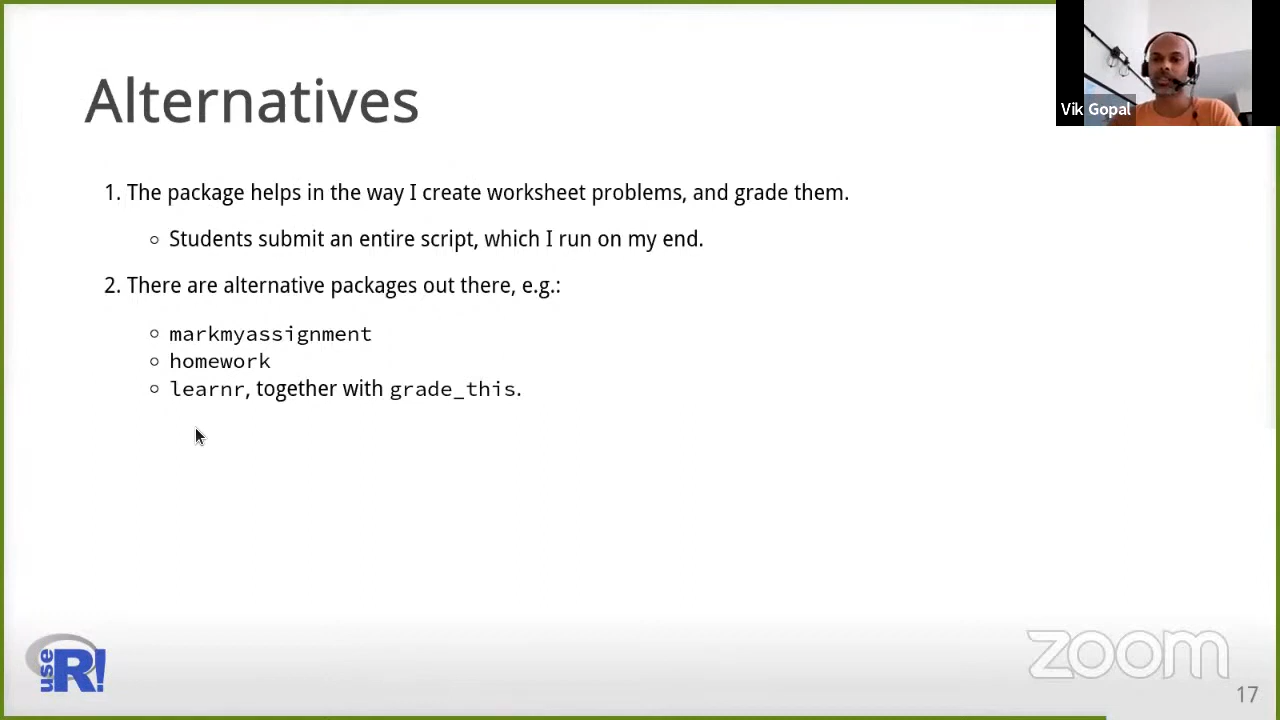 Alternatives
Vik Gopal
1. The package helps in the way I create worksheet problems, and grade them.
Students submit an entire script, which I run on my end.
2. There are alternative packages out there, e.g.:
markmyassignment
homework
learnr, together with grade_this.
use R!
zoom
17